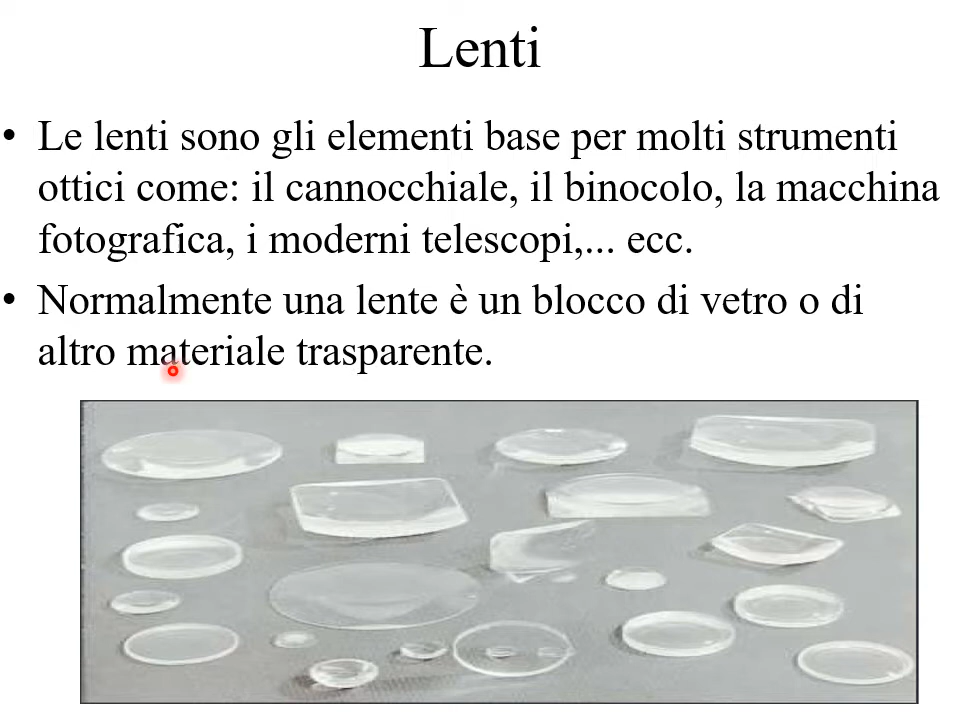 Lenti
• Le lenti sono gli elementi base per molti strumenti
ottici come: il cannocchiale, il binocolo, la macchina
fotografica, i moderni telescopi,... ecc.
• Normalmente una lente è un blocco di vetro o di
altro materiale trasparente.